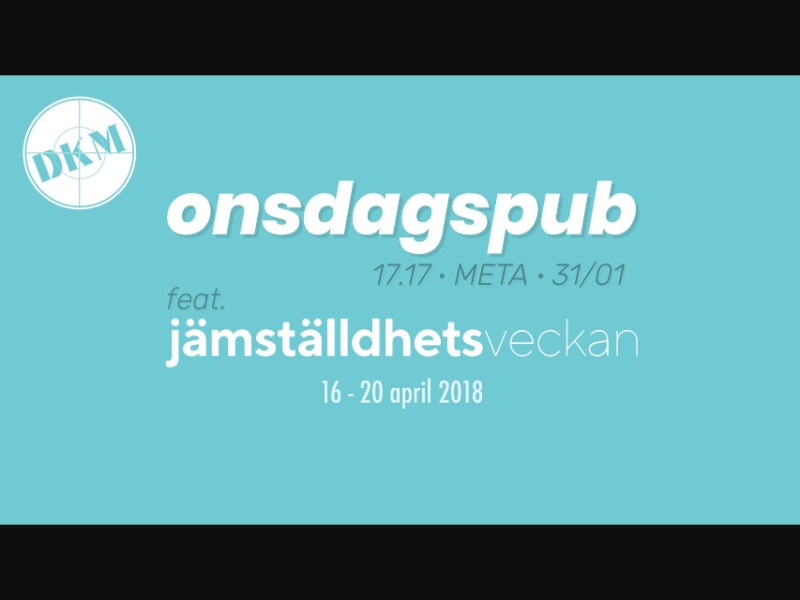 DKM
onsdagspub
17.17 • META • 31/01
feat.
jämställdhetsveckan
16 - 20 april 2018